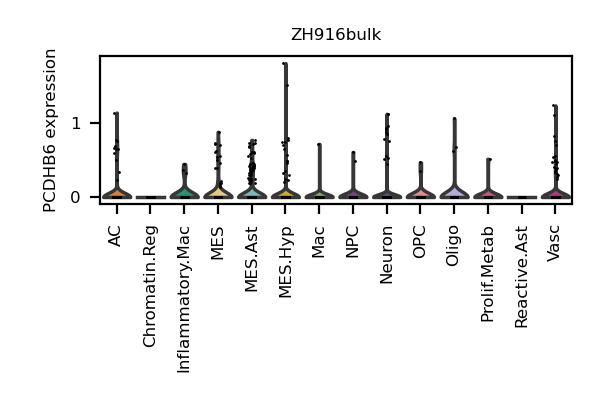 ZH916bulk
PCDHB6 expression
1
0
AC
Chromatin.Reg
Inflammatory.Mac
MES
MES.Ast
MES.Hyp
Mac
NPC
Neuron
OPC
Oligo
Prolif.Metab
Reactive.Ast
Vasc